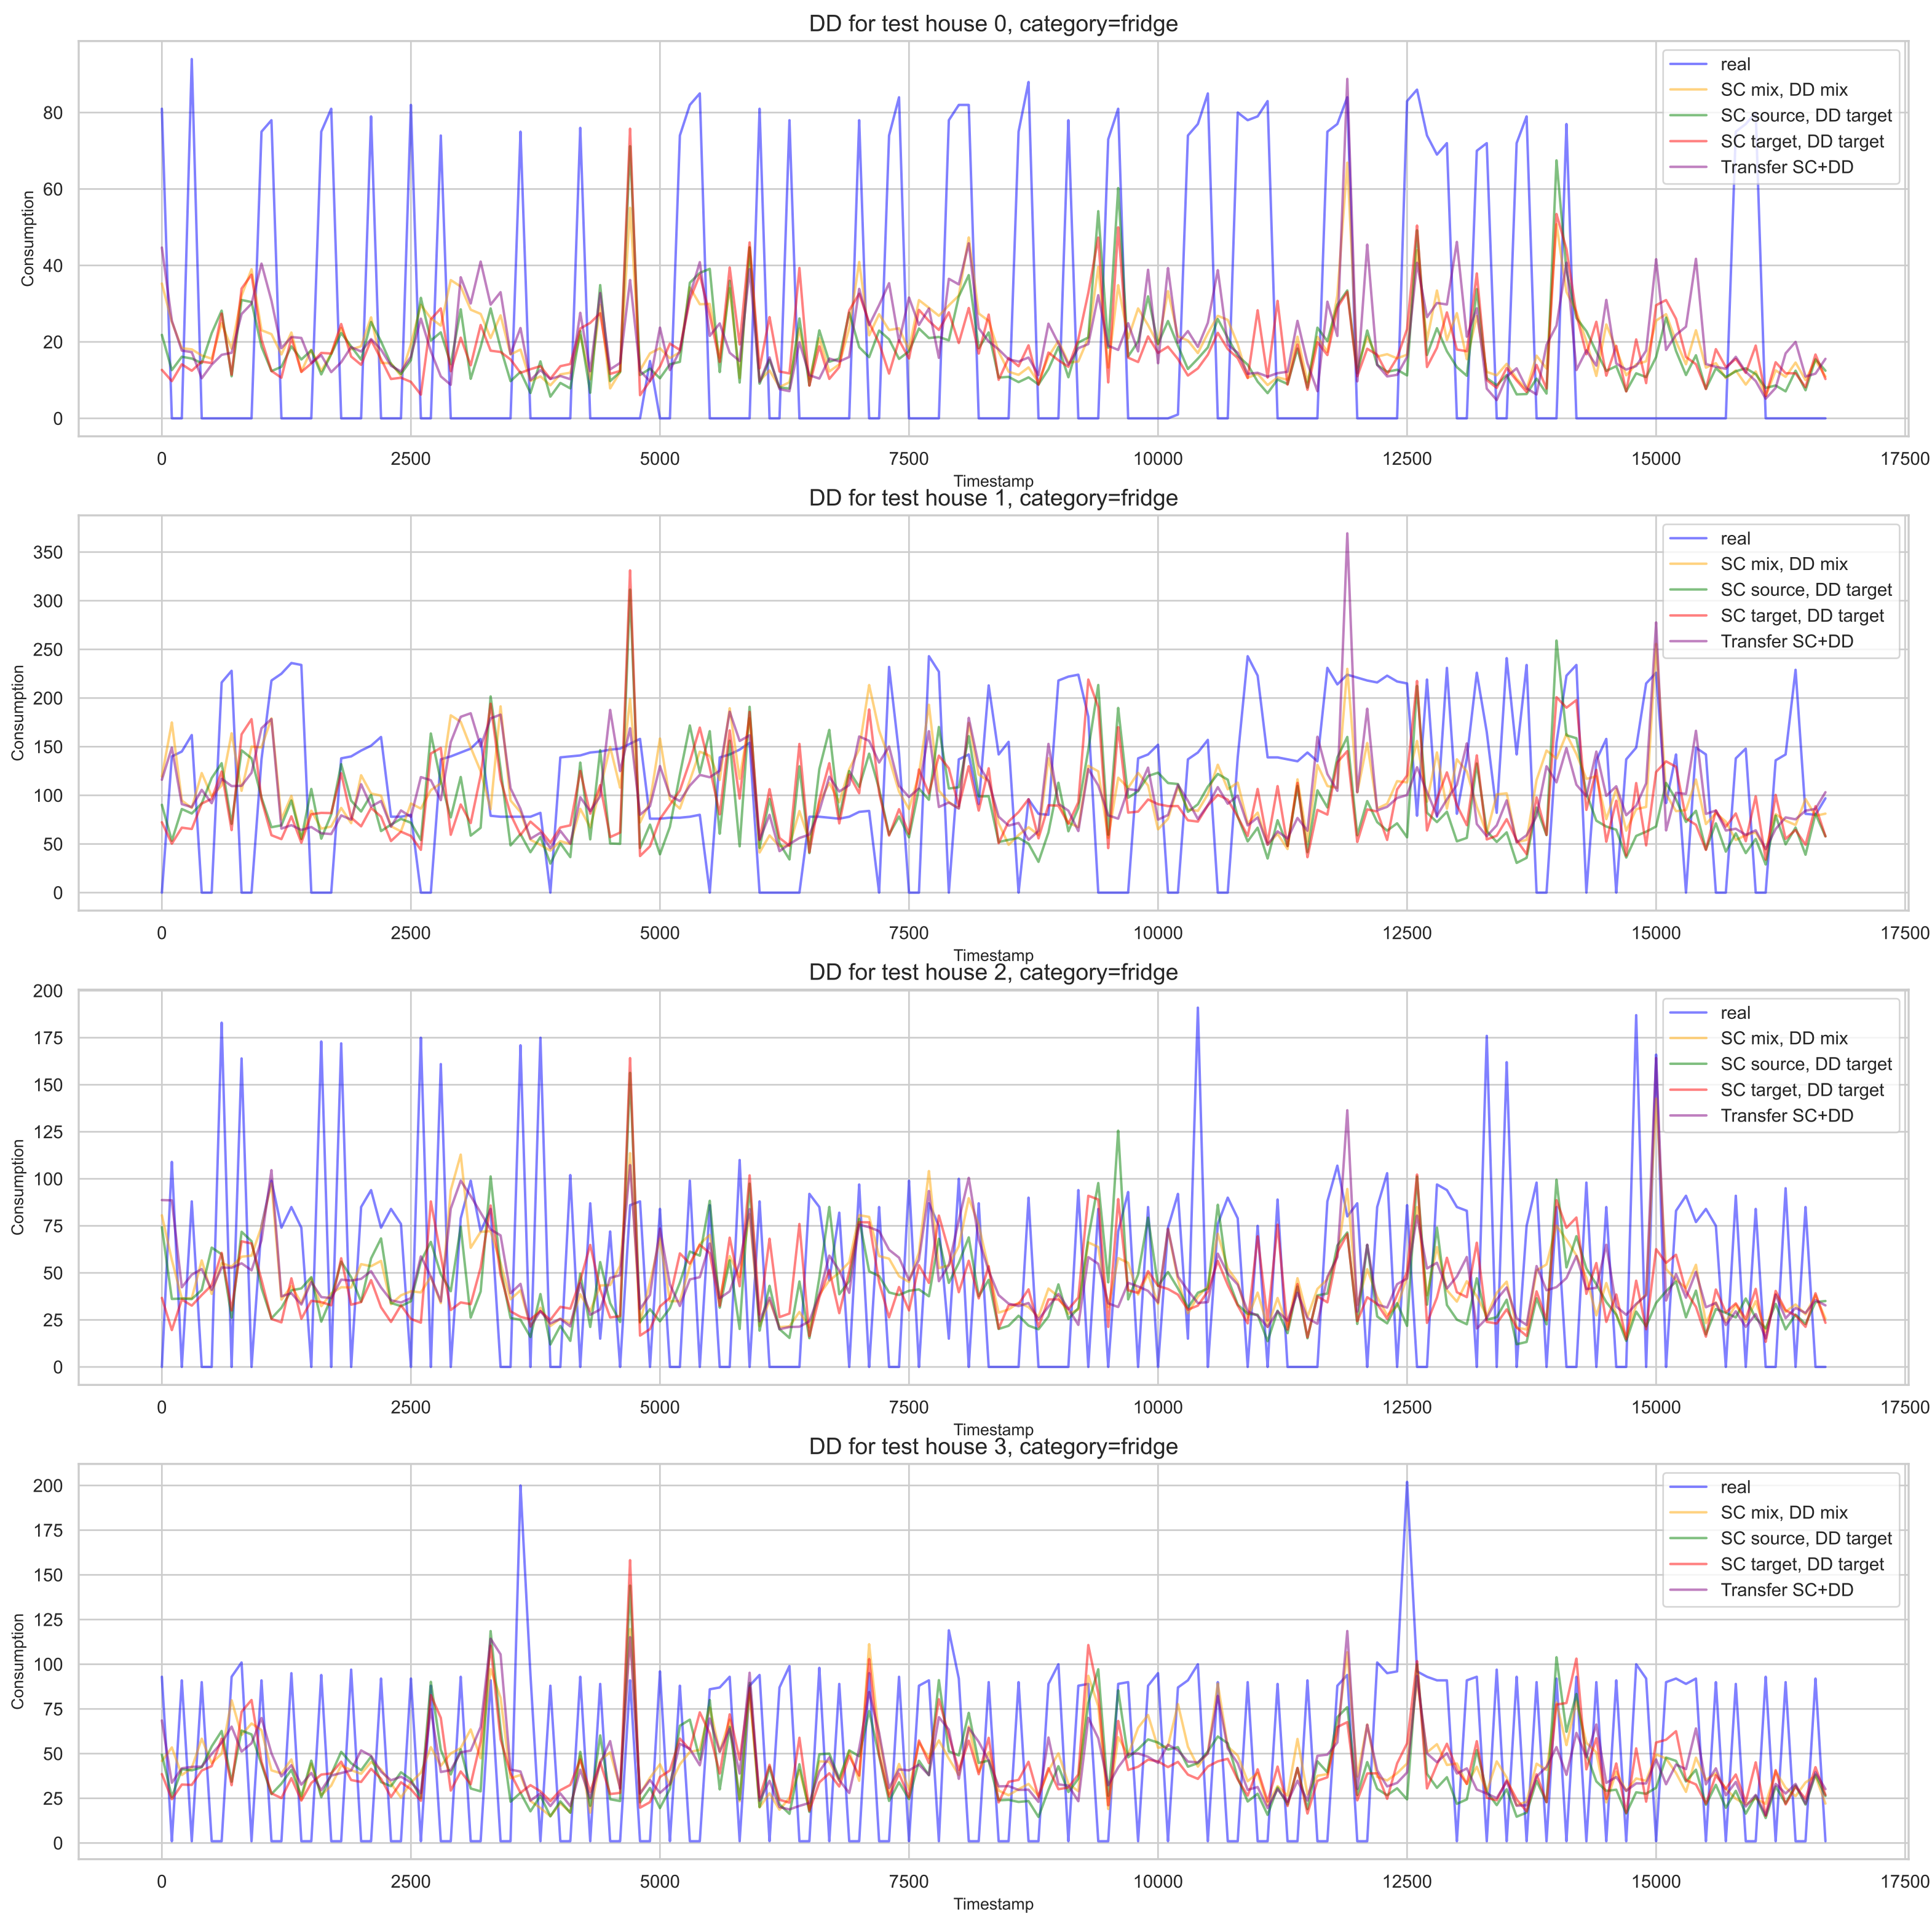 DD for test house 0, category=fridge
Consumption
80
60
40
20
0
real
SC mix, DD mix
SC source, DD target
SC target, DD target
Transfer SC+DD
0 2500 5000 7500 10000 12500 15000 17500
Timestamp
DD for test house 1, category=fridge
Consumption
350
300
250
200
150
100
50
0
real
SC mix, DD mix
SC source, DD target
SC target, DD target
Transfer SC+DD
0 2500 5000 7500 10000 12500 15000 17500
Timestamp
DD for test house 2, category=fridge
Consumption
200
175
150
125
100
75
50
25
0
real
SC mix, DD mix
SC source, DD target
SC target, DD target
Transfer SC+DD
0 2500 5000 7500 10000 12500 15000 17500
Timestamp
DD for test house 3, category=fridge
Consumption
200
175
150
125
100
75
50
25
0
real
SC mix, DD mix
SC source, DD target
SC target, DD target
Transfer SC+DD
0 2500 5000 7500 10000 12500 15000 17500
Timestamp